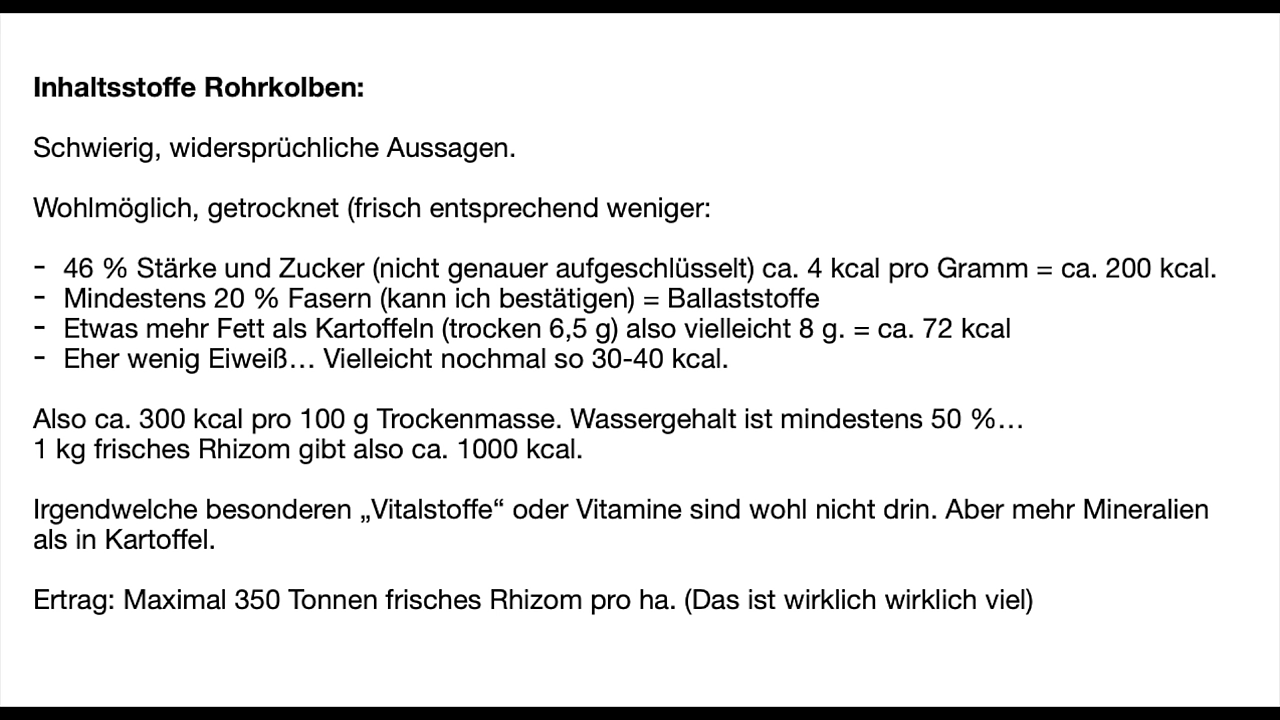 Inhaltsstoffe Rohrkolben:
Schwierig, widersprüchliche Aussagen.
Wohlmöglich, getrocknet (frisch entsprechend weniger:
- 46 % Stärke und Zucker (nicht genauer aufgeschlüsselt) ca. 4 kcal pro Gramm = ca. 200 kcal.
- Mindestens 20 % Fasern (kann ich bestätigen) = Ballaststoffe
- Etwas mehr Fett als Kartoffeln (trocken 6,5 g) also vielleicht 8 g. = ca. 72 kcal
- Eher wenig Eiweiß… Vielleicht nochmal so 30-40 kcal.
Also ca. 300 kcal pro 100 g Trockenmasse. Wassergehalt ist mindestens 50 %…
1 kg frisches Rhizom gibt also ca. 1000 kcal.
Irgendwelche besonderen „Vitalstoffe“ oder Vitamine sind wohl nicht drin. Aber mehr Mineralien
als in Kartoffel.
Ertrag: Maximal 350 Tonnen frisches Rhizom pro ha. (Das ist wirklich wirklich viel)